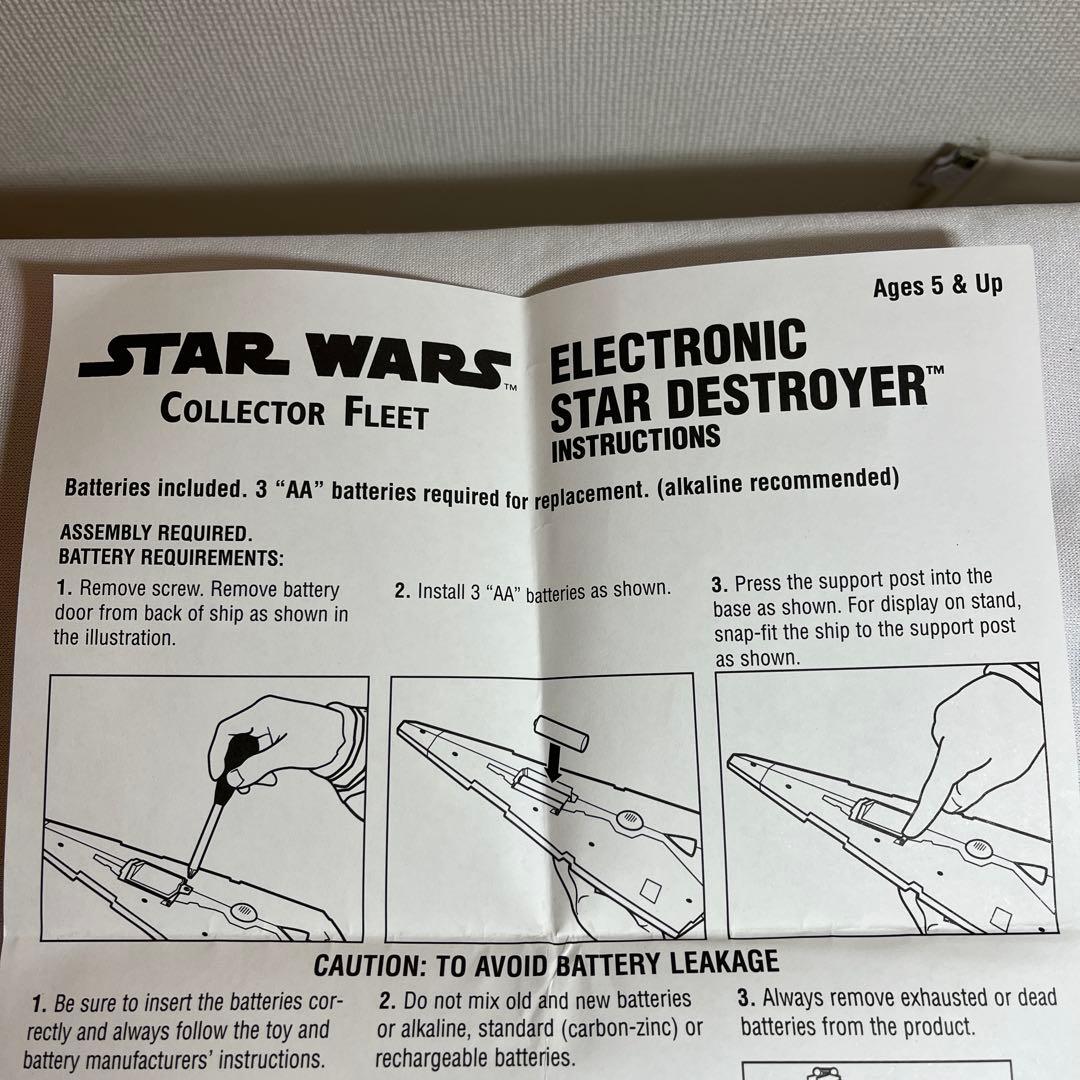 Ages 5 & Up
STAR WARS™
COLLECTOR FLEET
ELECTRONIC
STAR DESTROYER™
INSTRUCTIONS
Batteries included. 3 “AA” batteries required for replacement. (alkaline recommended)
ASSEMBLY REQUIRED.
BATTERY REQUIREMENTS:
1. Remove screw. Remove battery
door from back of ship as shown in
the illustration.
2. Install 3 “AA” batteries as shown.
3. Press the support post into the
base as shown. For display on stand,
snap-fit the ship to the support post
as shown.
CAUTION: TO AVOID BATTERY LEAKAGE
1. Be sure to insert the batteries cor-
rectly and always follow the toy and
battery manufacturers’ instructions.
2. Do not mix old and new batteries
or alkaline, standard (carbon-zinc) or
rechargeable batteries.
3. Always remove exhausted or dead
batteries from the product.